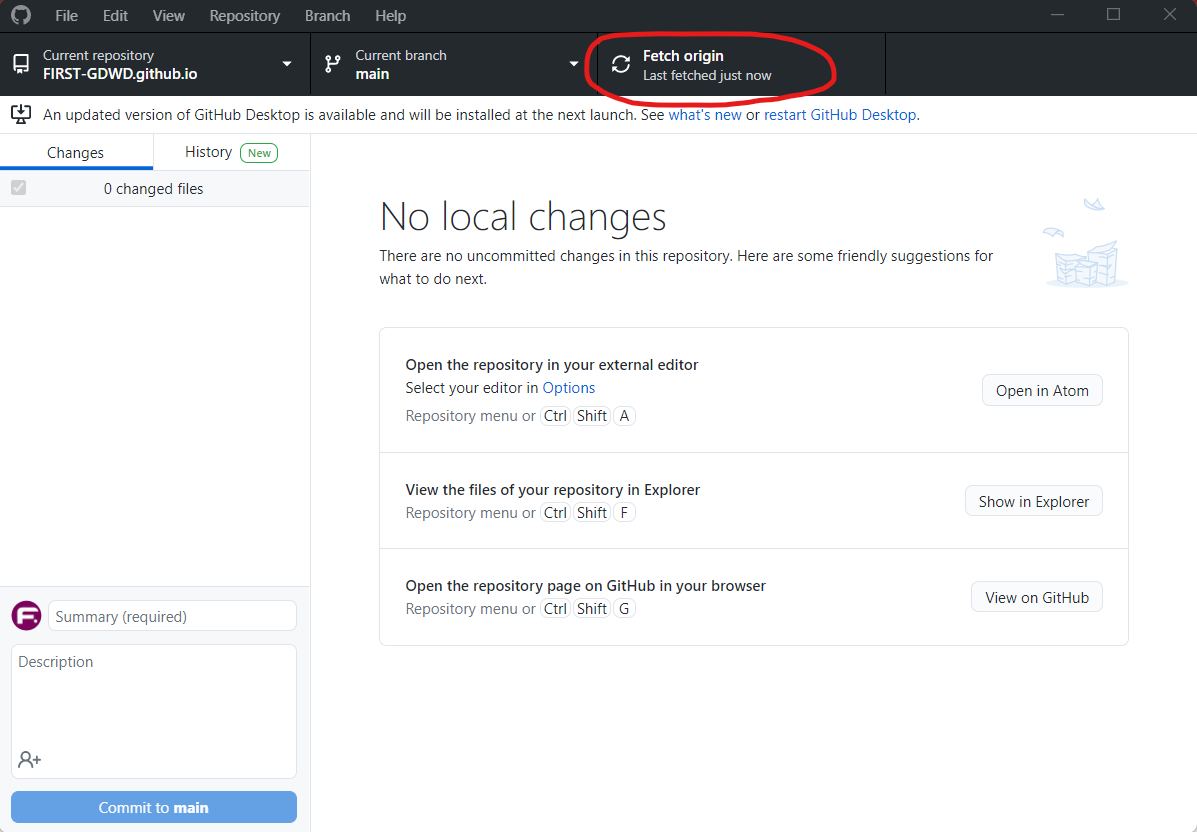 File Edit View Repository Branch Help
Current repository
FIRST-GDWD.github.io
Current branch
main
Fetch origin
Last fetched just now
An updated version of GitHub Desktop is available and will be installed at the next launch. See what's new or restart GitHub Desktop.
Changes
History New
0 changed files
No local changes
There are no uncommitted changes in this repository. Here are some friendly suggestions for
what to do next.
Open the repository in your external editor
Select your editor in Options
Repository menu or Ctrl Shift A
Open in Atom
View the files of your repository in Explorer
Repository menu or Ctrl Shift F
Show in Explorer
Open the repository page on GitHub in your browser
Repository menu or Ctrl Shift G
View on GitHub
F
Summary (required)
Description
Commit to main